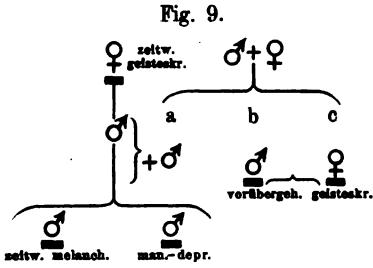 Fig. 9.
zeitw.
geisteskr.
a b c
vorübergeh. geisteskr.
zeitw. melanch. man.-depr.